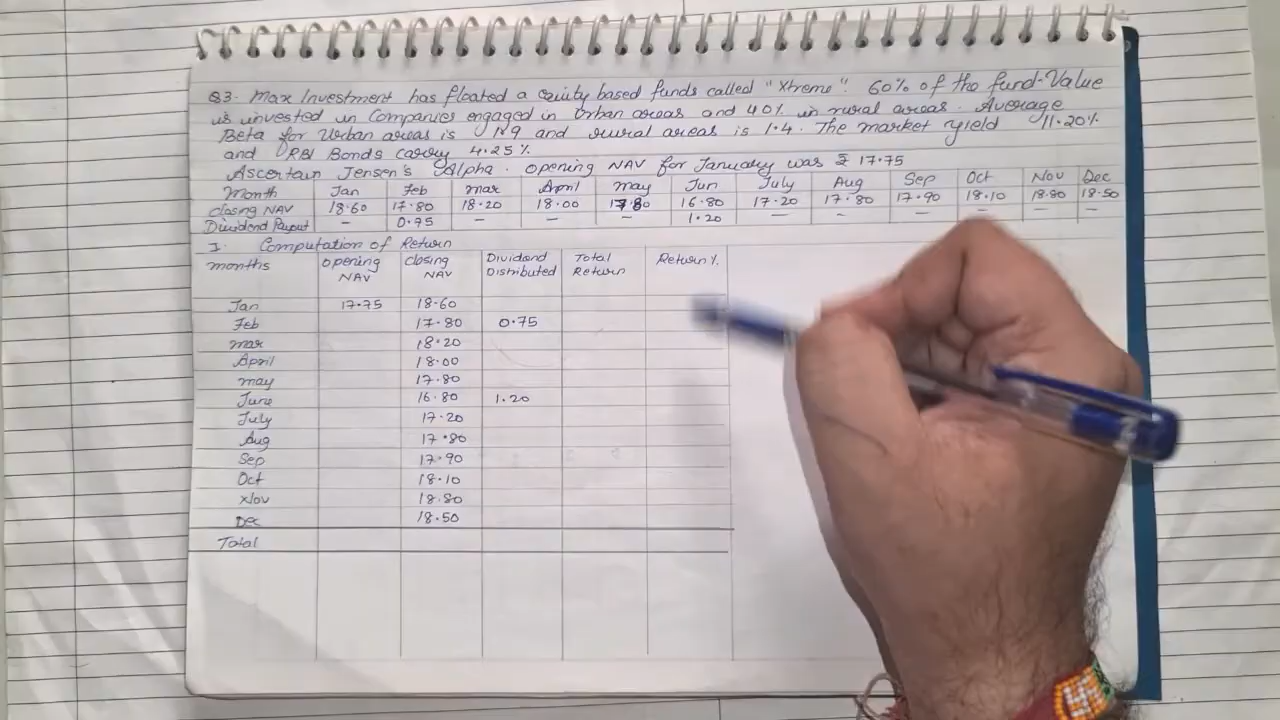 Q3. Max Investment has floated a equity based funds called "Xtreme". 60% of the fund-Value
is invested in Companies engaged in Urban areas and 40% in rural areas. Average
Beta for Urban areas is 1.9 and rural areas is 1.4. The market yield 11.20%
and RBI Bonds carry 4.25%.
Ascertain Jensen's Alpha. opening NAV for January was ₹ 17.75
Month Jan Feb mar April may Jun July Aug Sep Oct Nov Dec
closing NAV 18.60 17.80 18.20 18.00 17.80 16.80 17.20 17.80 17.90 18.10 18.80 18.50
Dividend Payout - 0.75 - - - 1.20 - - - -
I. Computation of Return
months opening NAV closing NAV Dividend Distributed Total Return Return %
Jan 17.75 18.60
Feb 17.80 0.75
mar 18.20
April 18.00
may 17.80
June 16.80 1.20
July 17.20
Aug 17.80
Sep 17.90
Oct 18.10
Nov 18.80
Dec 18.50
Total